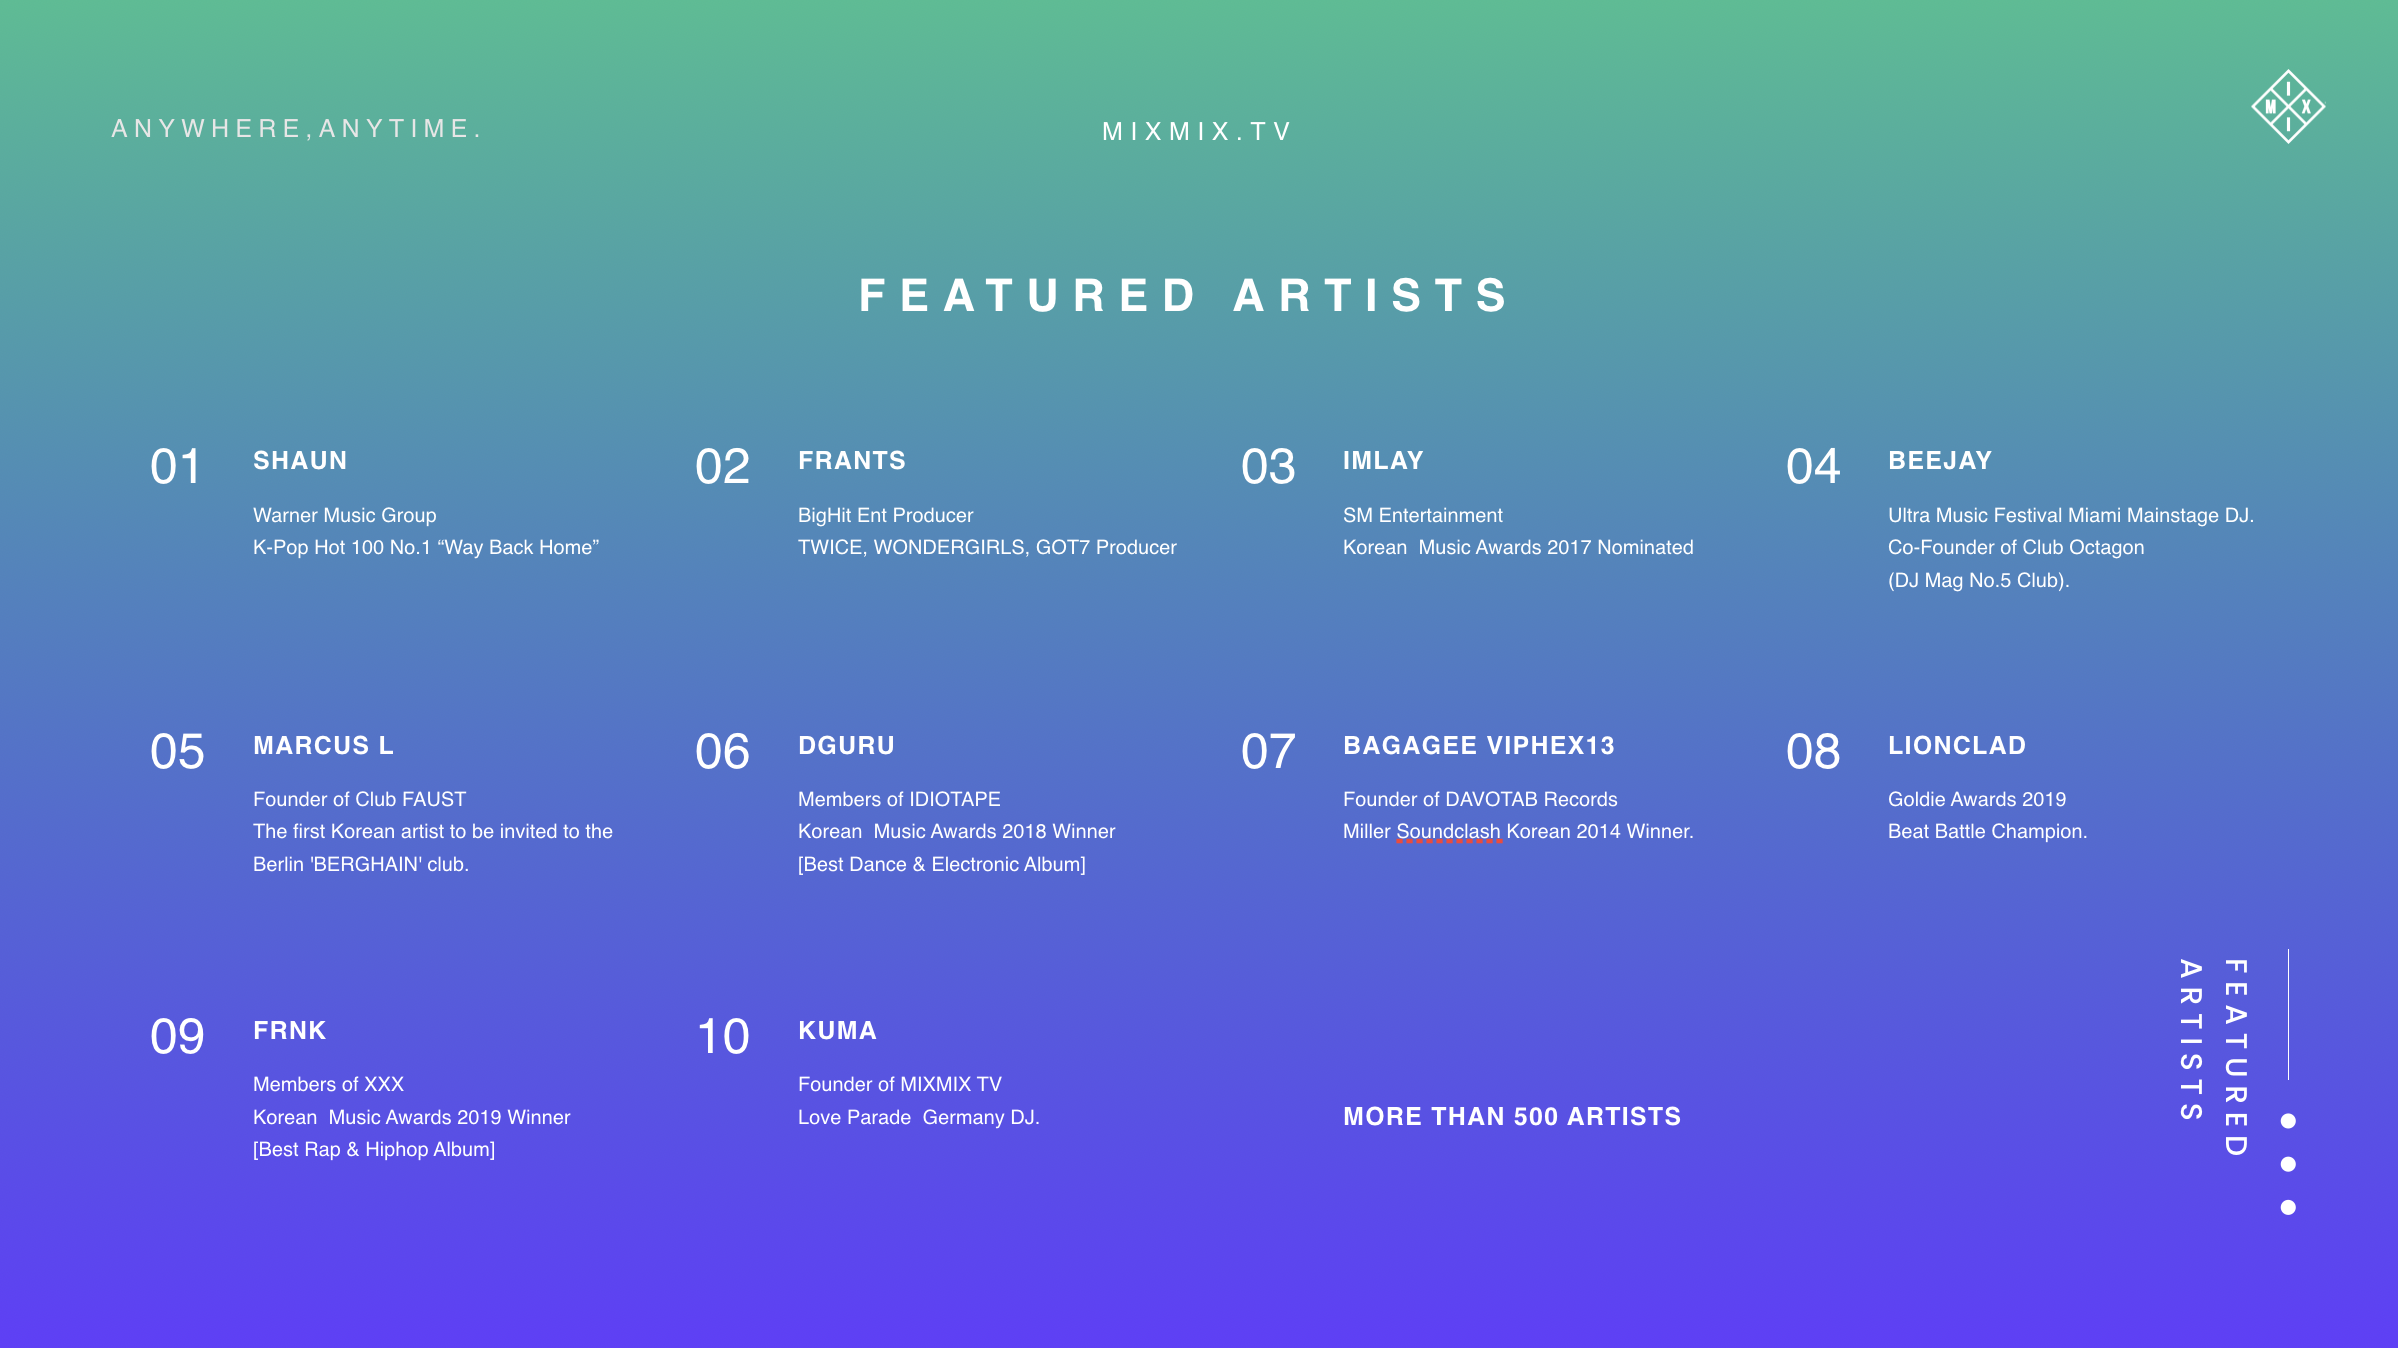 ANYWHERE,ANYTIME.
MIXMIX.TV
I
M X
I
FEATURED ARTISTS
01
SHAUN
Warner Music Group
K-Pop Hot 100 No.1 “Way Back Home”
02
FRANTS
BigHit Ent Producer
TWICE, WONDERGIRLS, GOT7 Producer
03
IMLAY
SM Entertainment
Korean  Music Awards 2017 Nominated
04
BEEJAY
Ultra Music Festival Miami Mainstage DJ.
Co-Founder of Club Octagon
(DJ Mag No.5 Club).
05
MARCUS L
Founder of Club FAUST
The first Korean artist to be invited to the
Berlin 'BERGHAIN' club.
06
DGURU
Members of IDIOTAPE
Korean  Music Awards 2018 Winner
[Best Dance & Electronic Album]
07
BAGAGEE VIPHEX13
Founder of DAVOTAB Records
Miller Soundclash Korean 2014 Winner.
08
LIONCLAD
Goldie Awards 2019
Beat Battle Champion.
09
FRNK
Members of XXX
Korean  Music Awards 2019 Winner
[Best Rap & Hiphop Album]
10
KUMA
Founder of MIXMIX TV
Love Parade  Germany DJ.
MORE THAN 500 ARTISTS
FEATURED
ARTISTS